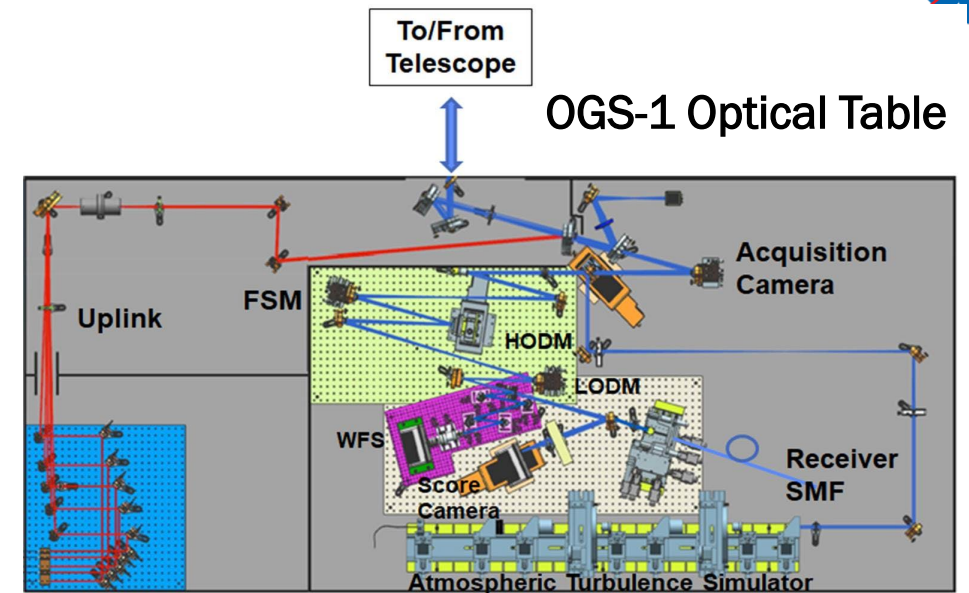 To/From
Telescope
OGS-1 Optical Table
Acquisition
Camera
FSM
Uplink
HODM
LODM
WFS
Score
Camera
Receiver
SMF
Atmospheric Turbulence Simulator